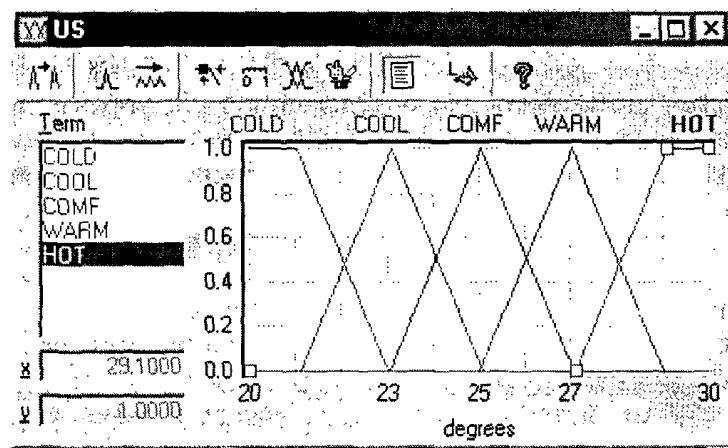 US
Term
COLD COOL COMF WARM HOT
COLD
COOL
COMF
WARM
HOT
1.0
0.8
0.6
0.4
0.2
0.0
29.1000
1.0000
20 23 25 27 30
degrees